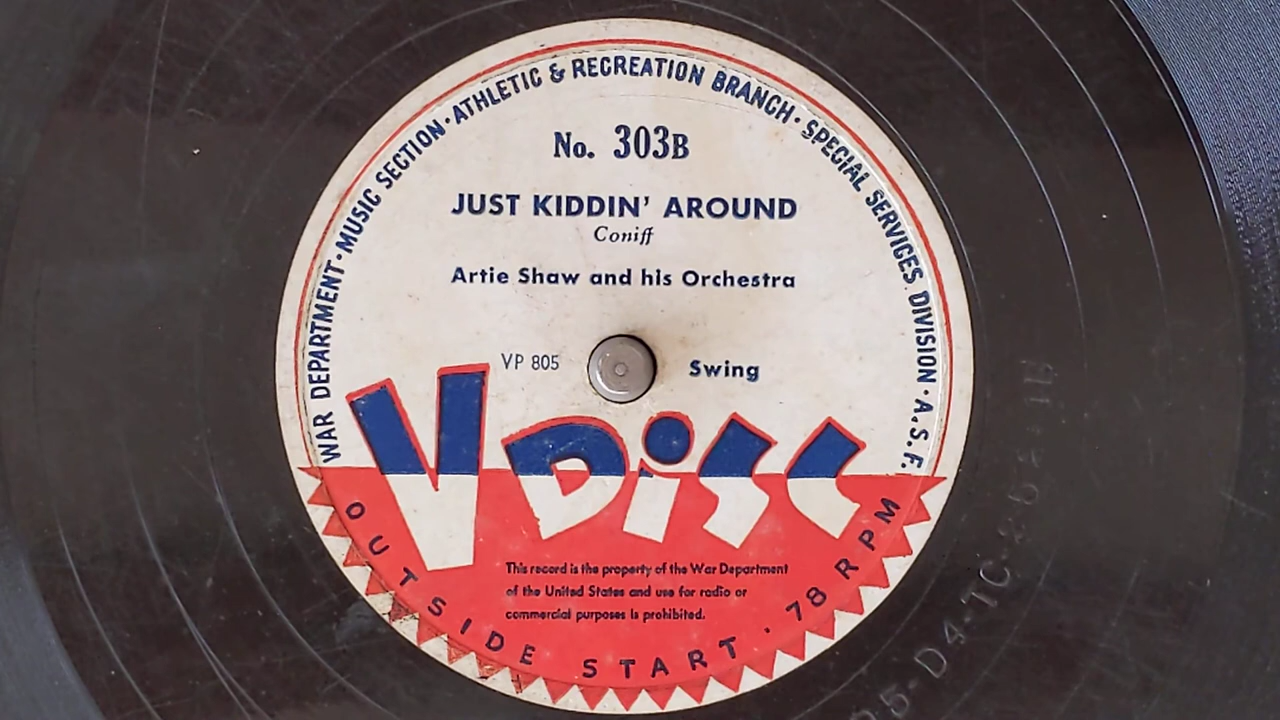 WAR DEPARTMENT · MUSIC SECTION · ATHLETIC & RECREATION BRANCH · SPECIAL SERVICES DIVISION · A.S.F.
No. 303B
JUST KIDDIN' AROUND
Coniff
Artie Shaw and his Orchestra
VP 805
Swing
V DiSC
This record is the property of the War Department
of the United States and use for radio or
commercial purposes is prohibited.
OUTSIDE START · 78 RPM